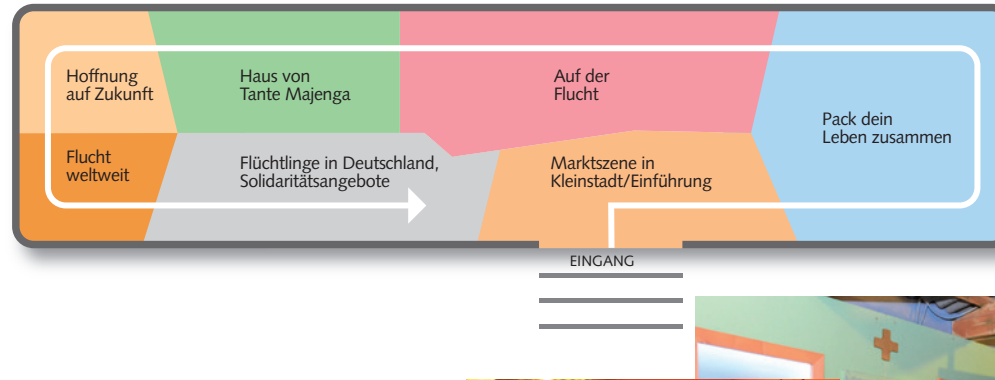 Hoffnung
auf Zukunft
Haus von
Tante Majenga
Auf der
Flucht
Pack dein
Leben zusammen
Flucht
weltweit
Flüchtlinge in Deutschland,
Solidaritätsangebote
Marktszene in
Kleinstadt/Einführung
EINGANG